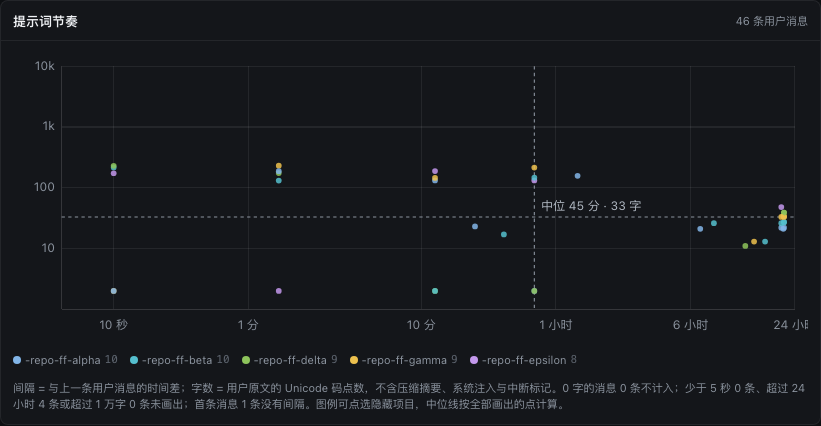 提示词节奏 46 条用户消息
10k
1k
100
中位 45 分 · 33 字
10
10 秒 1 分 10 分 1 小时 6 小时 24 小
-repo-ff-alpha 10 -repo-ff-beta 10 -repo-ff-delta 9 -repo-ff-gamma 9 -repo-ff-epsilon 8
间隔 = 与上一条用户消息的时间差；字数 = 用户原文的 Unicode 码点数，不含压缩摘要、系统注入与中断标记。0 字的消息 0 条不计入；少于 5 秒 0 条、超过 24
小时 4 条或超过 1 万字 0 条未画出；首条消息 1 条没有间隔。图例可点选隐藏项目，中位线按全部画出的点计算。